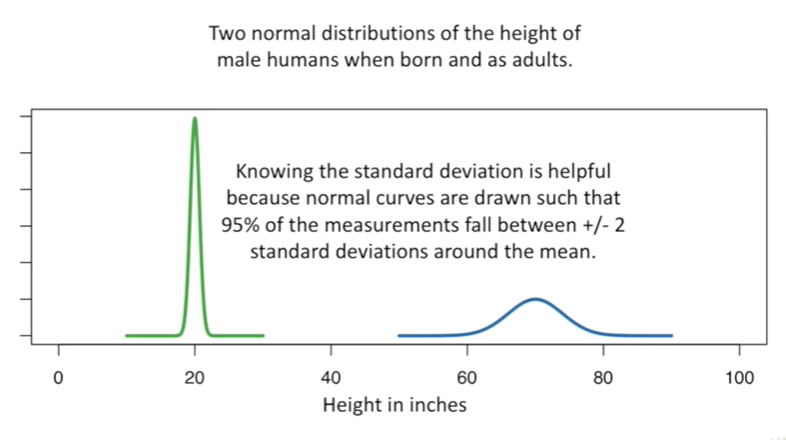 Two normal distributions of the height of
male humans when born and as adults.
Knowing the standard deviation is helpful
because normal curves are drawn such that
95% of the measurements fall between +/- 2
standard deviations around the mean.
0 20 40 60 80 100
Height in inches